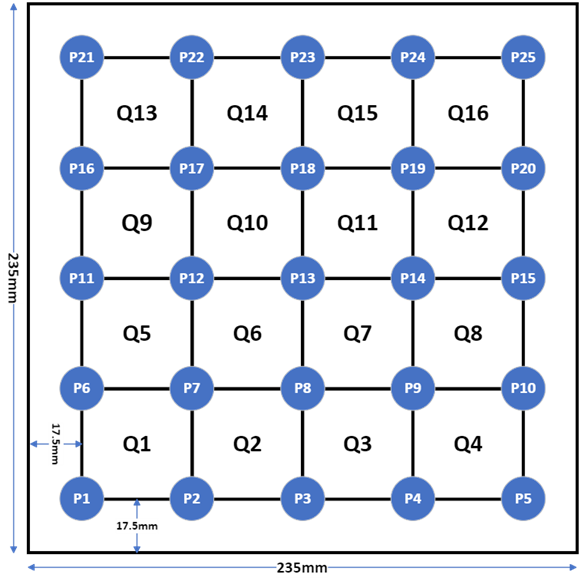 P21 P22 P23 P24 P25
Q13 Q14 Q15 Q16
P16 P17 P18 P19 P20
Q9 Q10 Q11 Q12
235mm
P11 P12 P13 P14 P15
Q5 Q6 Q7 Q8
P6 P7 P8 P9 P10
17.5mm
Q1 Q2 Q3 Q4
P1 P2 P3 P4 P5
17.5mm
235mm